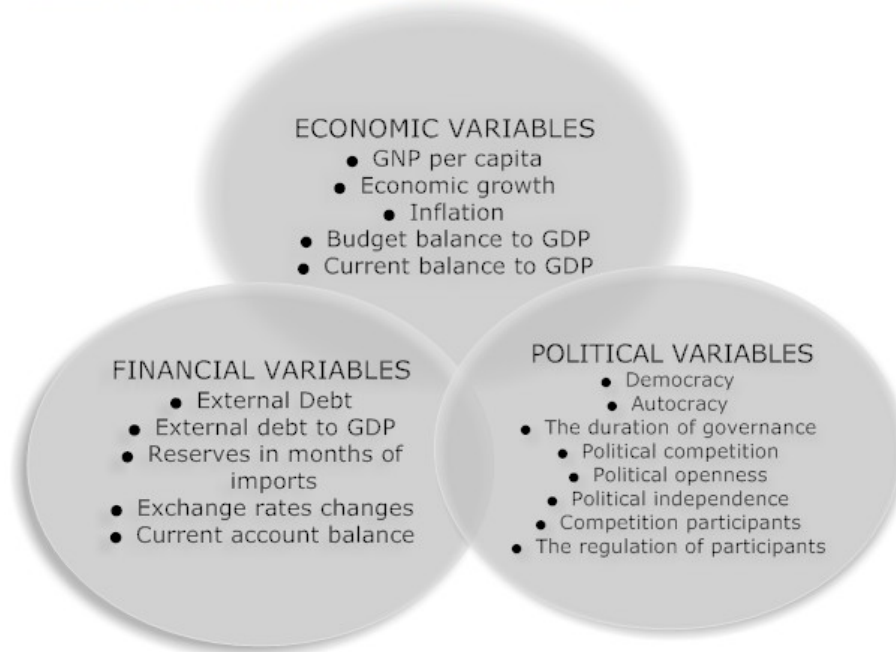 ECONOMIC VARIABLES
● GNP per capita
● Economic growth
● Inflation
● Budget balance to GDP
● Current balance to GDP
FINANCIAL VARIABLES
● External Debt
● External debt to GDP
● Reserves in months of
imports
● Exchange rates changes
● Current account balance
POLITICAL VARIABLES
● Democracy
● Autocracy
● The duration of governance
● Political competition
● Political openness
● Political independence
● Competition participants
● The regulation of participants